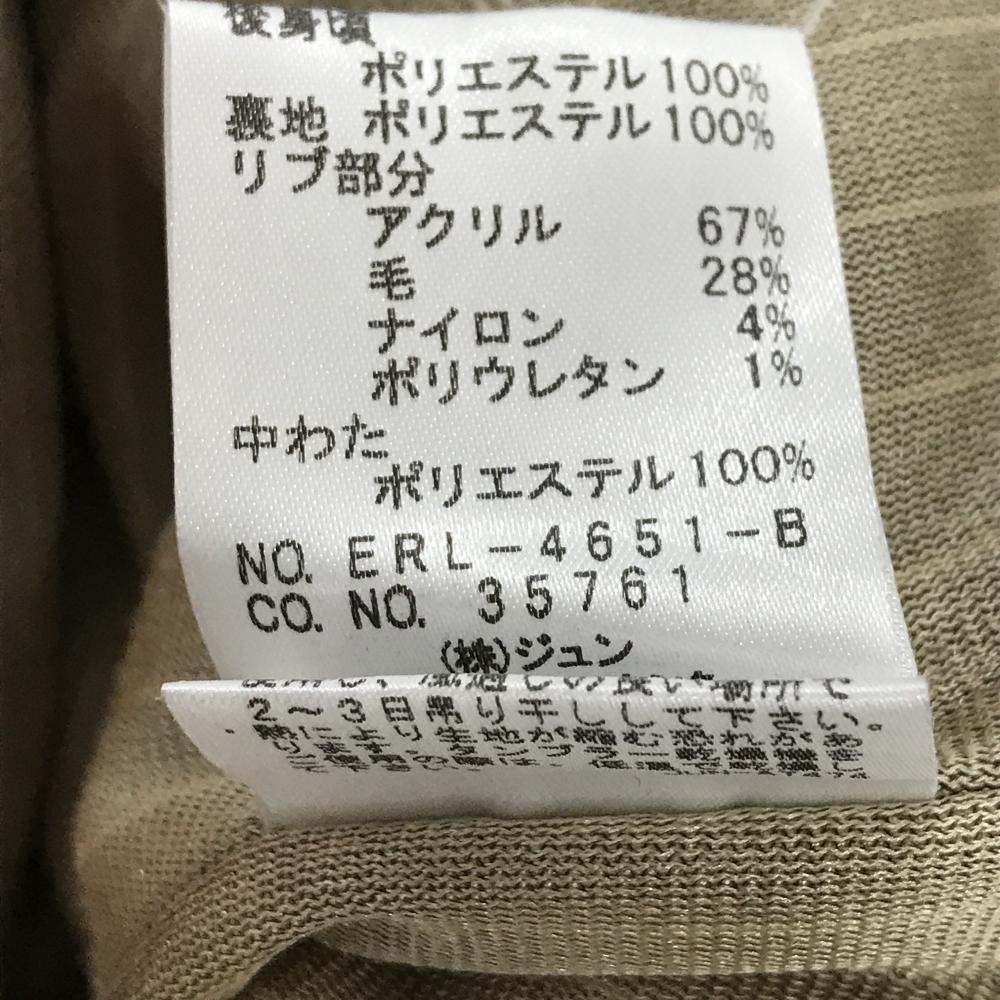 後身頃
ポリエステル100%
裏地 ポリエステル100%
リブ部分
アクリル 67%
毛 28%
ナイロン 4%
ポリウレタン 1%
中わた
ポリエステル100%
NO. ERL-4651-B
CO. NO. 35761
(株)ジュン
2～3日吊り干しして下さい。